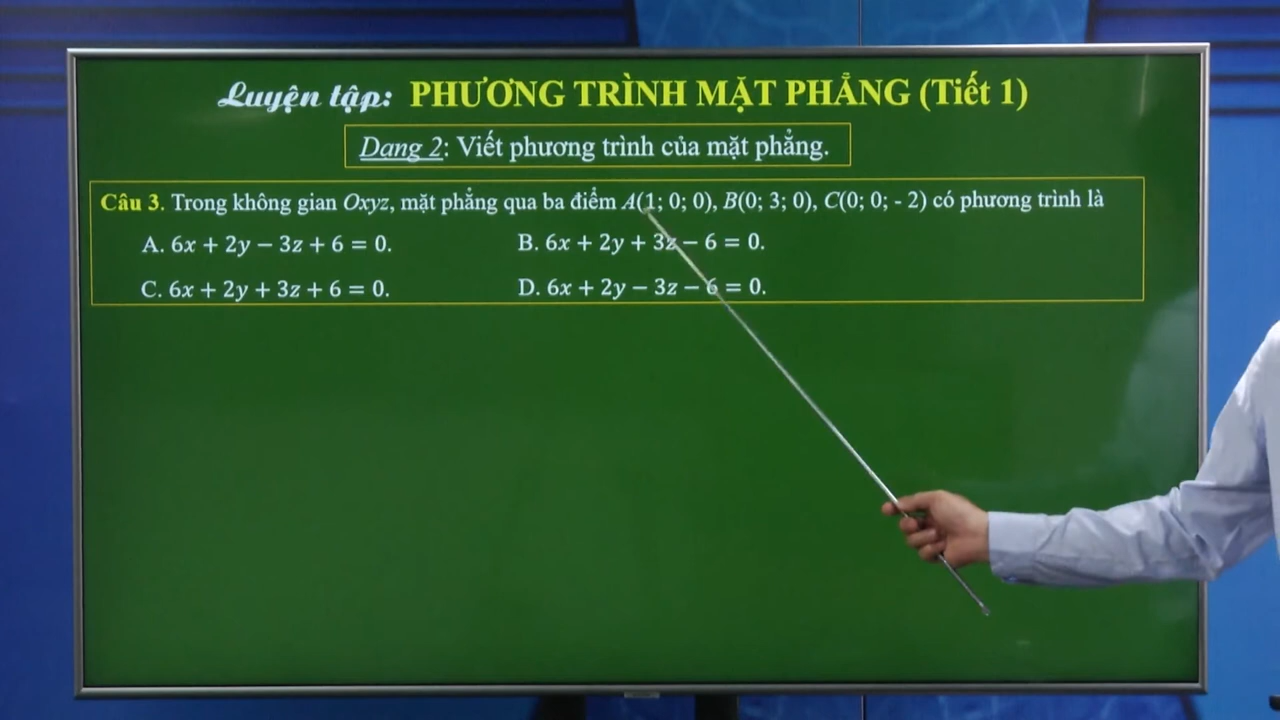 Luyện tập: PHƯƠNG TRÌNH MẶT PHẲNG (Tiết 1)
Dạng 2: Viết phương trình của mặt phẳng.
Câu 3. Trong không gian Oxyz, mặt phẳng qua ba điểm A(1; 0; 0), B(0; 3; 0), C(0; 0; - 2) có phương trình là
A. 6x + 2y − 3z + 6 = 0. B. 6x + 2y + 3z − 6 = 0.
C. 6x + 2y + 3z + 6 = 0. D. 6x + 2y − 3z − 6 = 0.